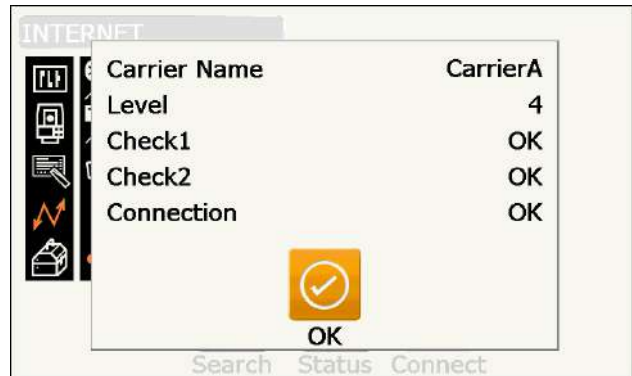 INTERNET
Carrier Name CarrierA
Level 4
Check1 OK
Check2 OK
Connection OK
OK
Search Status Connect